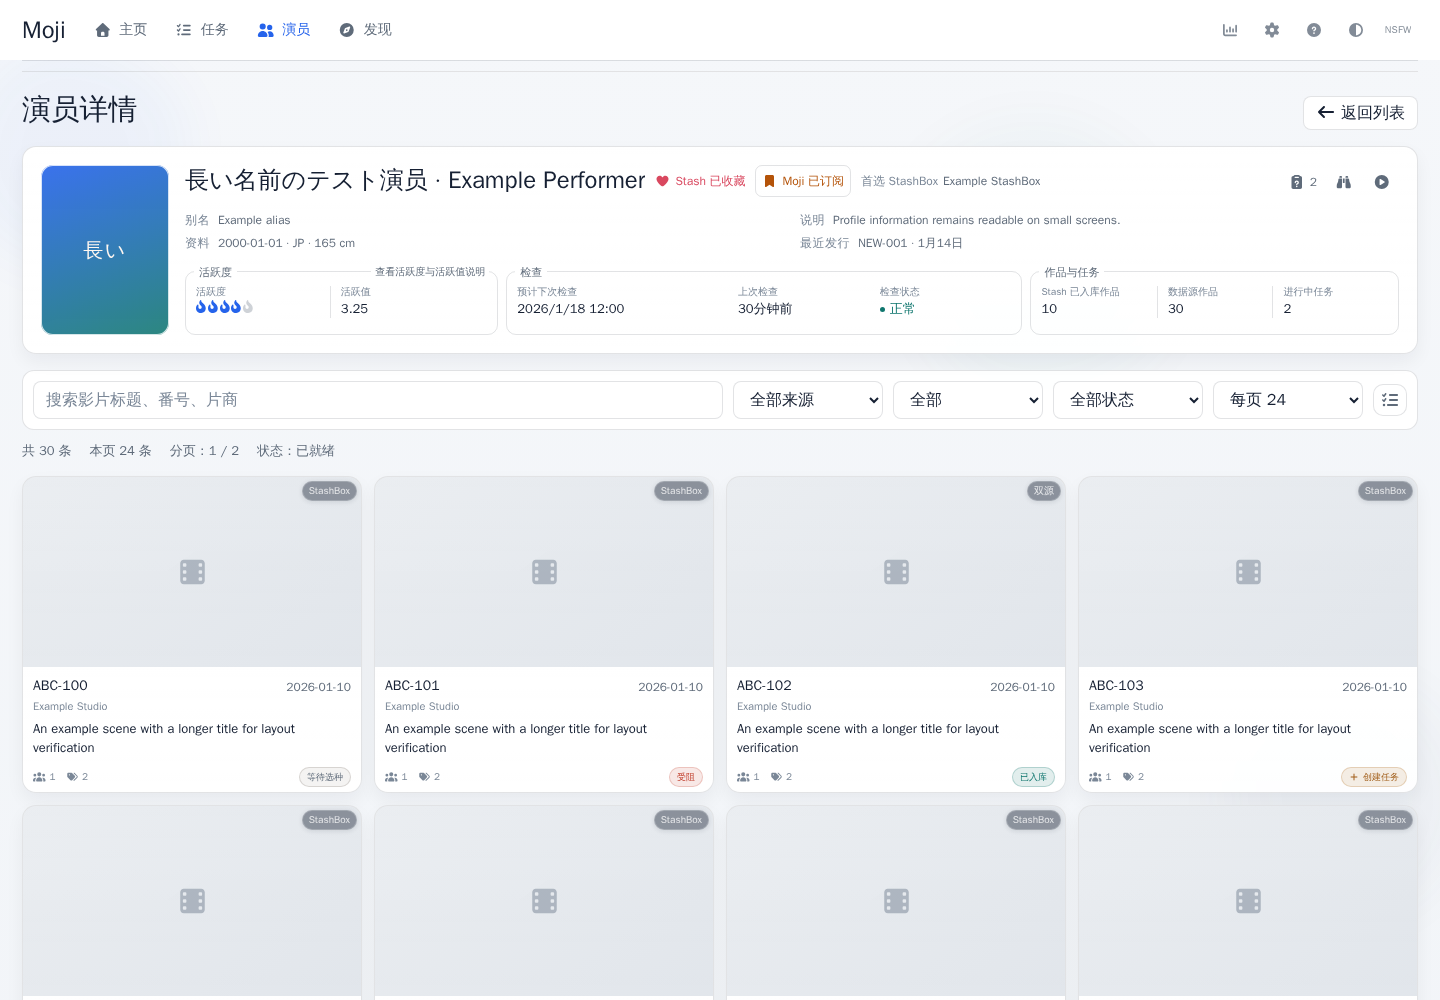 Moji 主页 任务 演员 发现 NSFW
演员详情
返回列表
長い
長い名前のテスト演员 · Example Performer Stash 已收藏 Moji 已订阅 首选 StashBox Example StashBox 2
别名 Example alias 说明 Profile information remains readable on small screens.
资料 2000-01-01 · JP · 165 cm 最近发行 NEW-001 · 1月14日
活跃度 查看活跃度与活跃值说明 检查 作品与任务
活跃度 活跃值 预计下次检查 上次检查 检查状态 Stash 已入库作品 数据源作品 进行中任务
3.25 2026/1/18 12:00 30分钟前 正常 10 30 2
搜索影片标题、番号、片商 全部来源 全部 全部状态 每页 24
共 30 条 本页 24 条 分页：1 / 2 状态：已就绪
StashBox StashBox 双源 StashBox
ABC-100 2026-01-10 ABC-101 2026-01-10 ABC-102 2026-01-10 ABC-103 2026-01-10
Example Studio Example Studio Example Studio Example Studio
An example scene with a longer title for layout An example scene with a longer title for layout An example scene with a longer title for layout An example scene with a longer title for layout
verification verification verification verification
1 2 等待选种 1 2 受阻 1 2 已入库 1 2 创建任务
StashBox StashBox StashBox StashBox